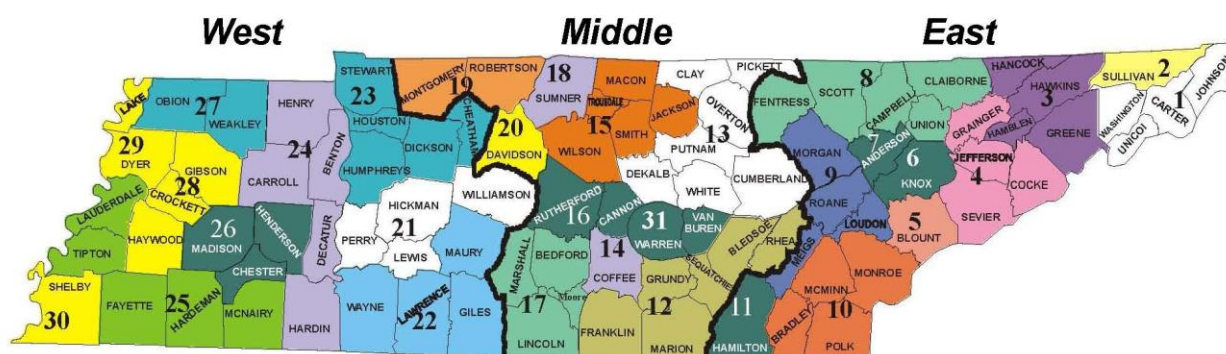 West Middle East
LAKE
OBION
27
WEAKLEY
HENRY
STEWART
23
HOUSTON
MONTGOMERY
19
ROBERTSON
CHEATHAM
18
SUMNER
MACON
TROUSDALE
15
SMITH
JACKSON
WILSON
CLAY
PICKETT
OVERTON
13
PUTNAM
FENTRESS
8
SCOTT
CAMPBELL
CLAIBORNE
UNION
HANCOCK
HAWKINS
3
HAMBLEN
GREENE
SULLIVAN
2
JOHNSON
1
CARTER
WASHINGTON
UNICOI
29
DYER
GIBSON
28
CROCKETT
24
CARROLL
BENTON
HUMPHREYS
DICKSON
20
DAVIDSON
DEKALB
WHITE
CUMBERLAND
MORGAN
9
ROANE
LOUDON
7
ANDERSON
6
KNOX
GRAINGER
JEFFERSON
4
COCKE
SEVIER
5
BLOUNT
LAUDERDALE
TIPTON
HAYWOOD
26
MADISON
HENDERSON
CHESTER
DECATUR
PERRY
HICKMAN
21
LEWIS
WILLIAMSON
MAURY
RUTHERFORD
16
CANNON
31
WARREN
VAN
BUREN
BLEDSOE
RHEA
MEIGS
MONROE
MCMINN
10
BRADLEY
POLK
SHELBY
30
FAYETTE
25
HARDEMAN
MCNAIRY
HARDIN
WAYNE
LAWRENCE
22
GILES
MARSHALL
BEDFORD
Moore
17
LINCOLN
14
COFFEE
GRUNDY
SEQUATCHIE
12
FRANKLIN
MARION
11
HAMILTON